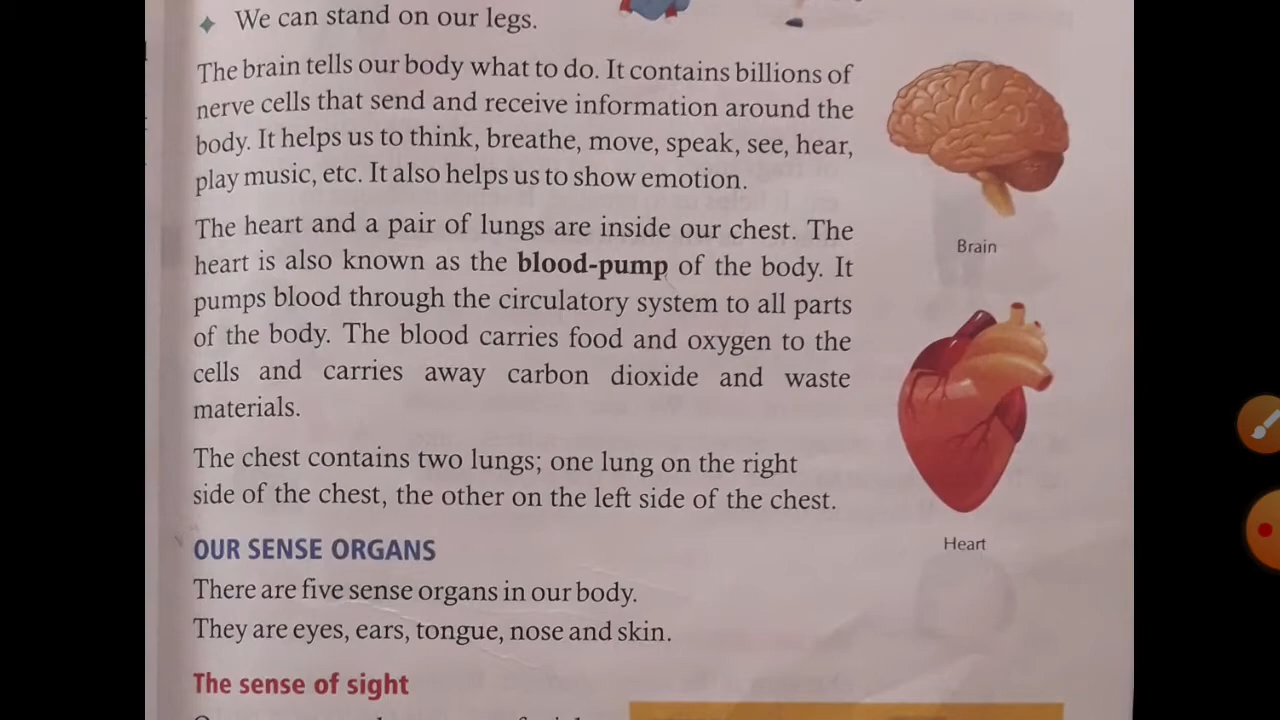 We can stand on our legs.
The brain tells our body what to do. It contains billions of
nerve cells that send and receive information around the
body. It helps us to think, breathe, move, speak, see, hear,
play music, etc. It also helps us to show emotion.
Brain
The heart and a pair of lungs are inside our chest. The
heart is also known as the blood-pump of the body. It
pumps blood through the circulatory system to all parts
of the body. The blood carries food and oxygen to the
cells and carries away carbon dioxide and waste
materials.
The chest contains two lungs; one lung on the right
side of the chest, the other on the left side of the chest.
Heart
OUR SENSE ORGANS
There are five sense organs in our body.
They are eyes, ears, tongue, nose and skin.
The sense of sight